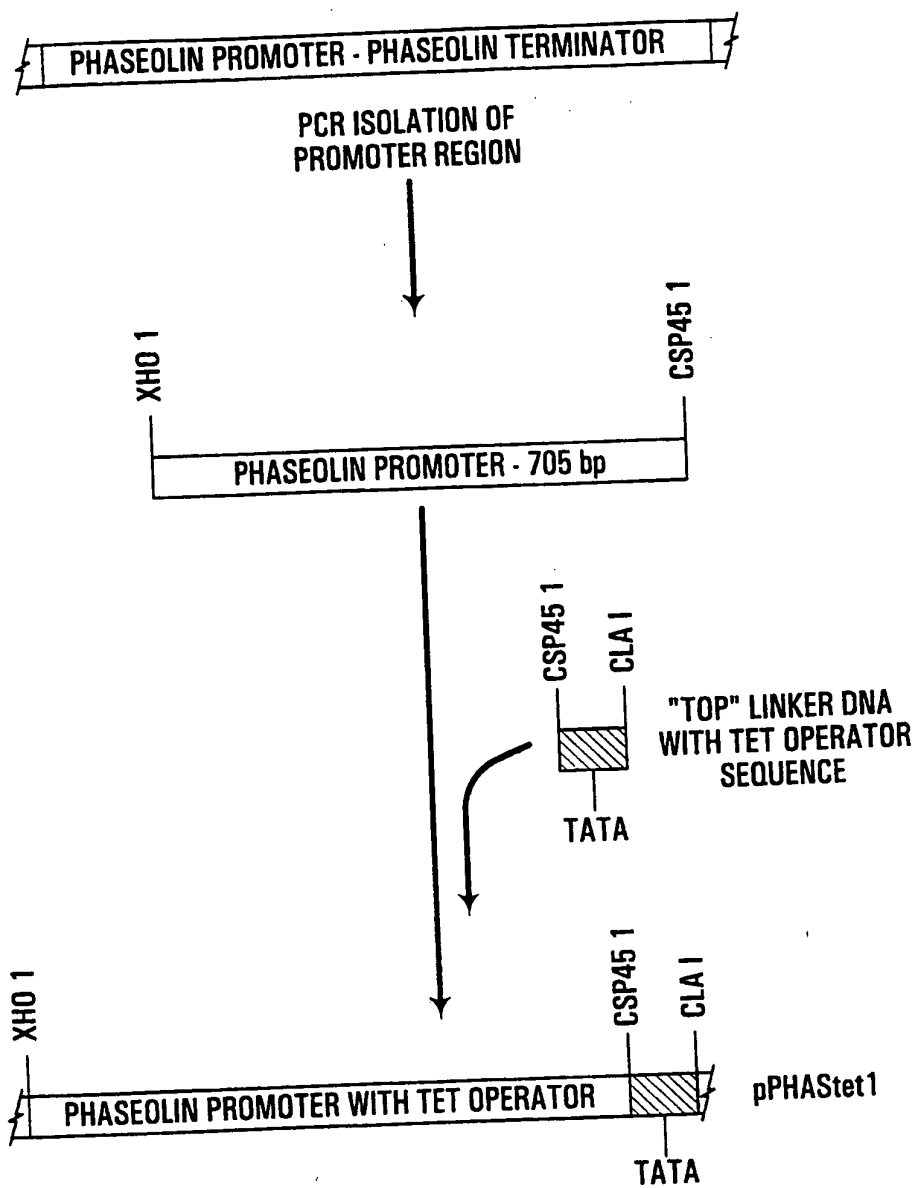 PHASEOLIN PROMOTER - PHASEOLIN TERMINATOR
PCR ISOLATION OF
PROMOTER REGION
XHO 1
CSP45 1
PHASEOLIN PROMOTER - 705 bp
CSP45 1
CLA I
"TOP" LINKER DNA
WITH TET OPERATOR
SEQUENCE
TATA
XHO 1
CSP45 1
CLA I
PHASEOLIN PROMOTER WITH TET OPERATOR
pPHAStet1
TATA